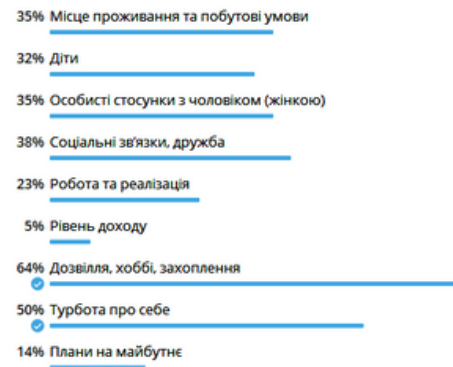 35% Місце проживання та побутові умови
32% Діти
35% Особисті стосунки з чоловіком (жінкою)
38% Соціальні зв'язки, дружба
23% Робота та реалізація
5% Рівень доходу
64% Дозвілля, хоббі, захоплення
50% Турбота про себе
14% Плани на майбутнє